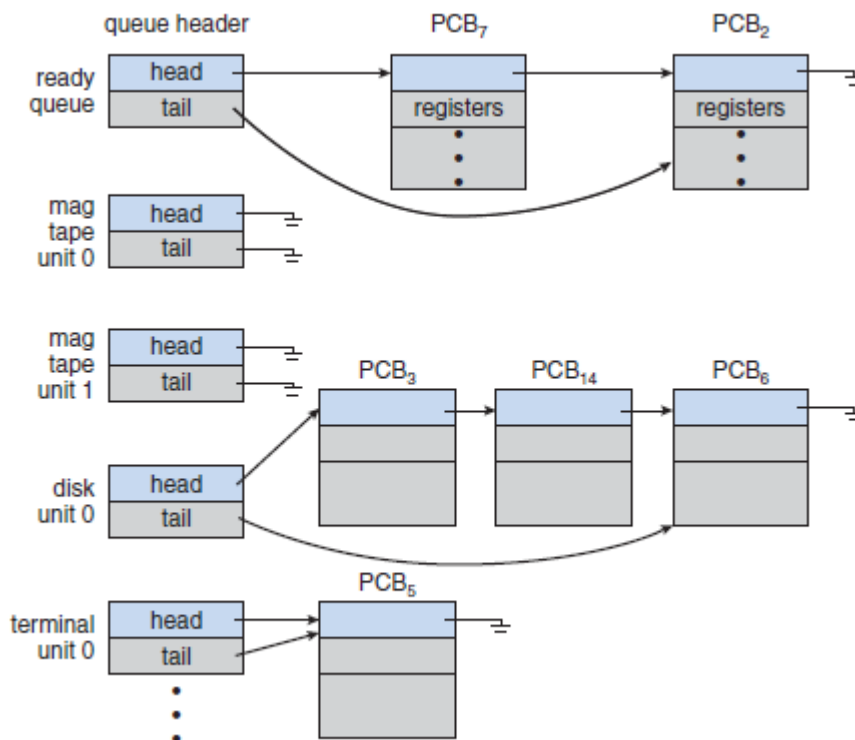 queue header
PCB₇
PCB₂
ready
queue
head
tail
registers
registers
mag
tape
unit 0
head
tail
mag
tape
unit 1
head
tail
PCB₃
PCB₁₄
PCB₆
disk
unit 0
head
tail
PCB₅
terminal
unit 0
head
tail